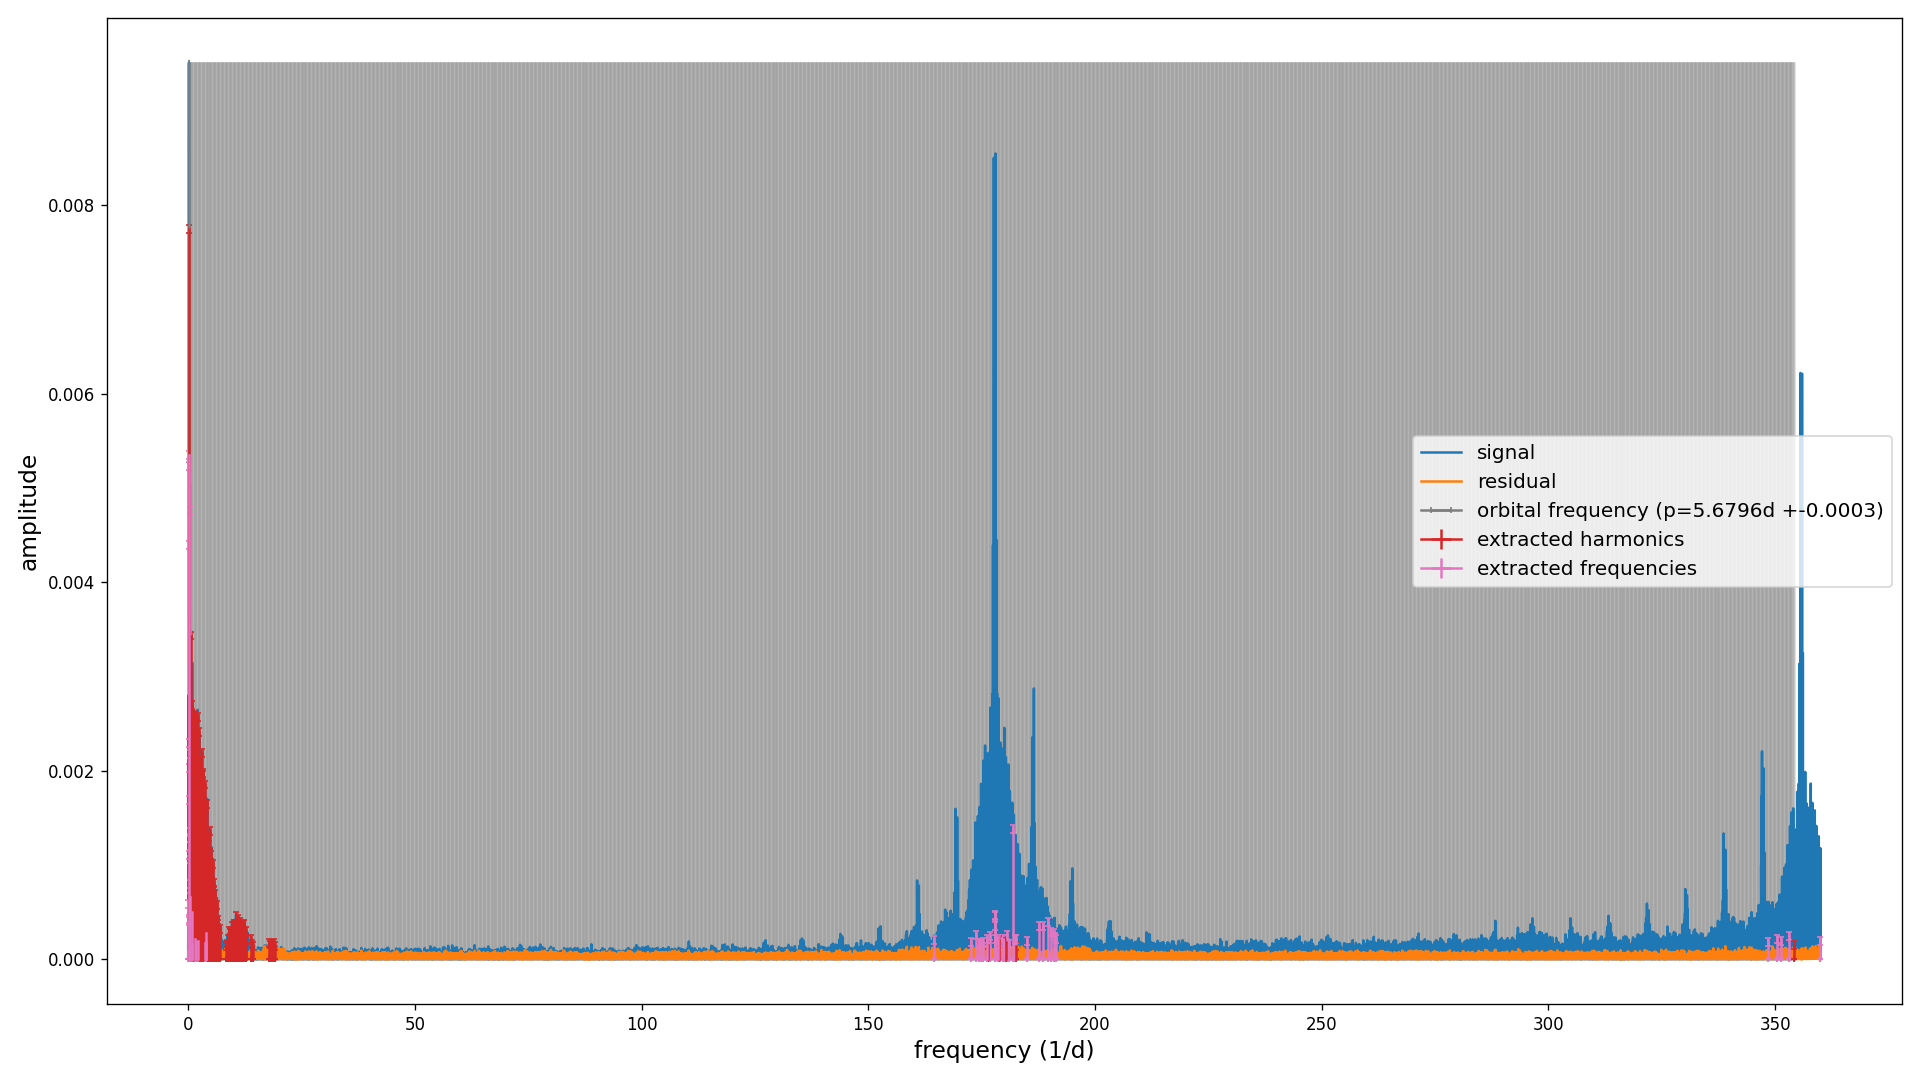 0.008
0.006
0.004
0.002
0.000
amplitude
0
50
100
150
200
250
300
350
frequency (1/d)
signal
residual
orbital frequency (p=5.6796d +-0.0003)
extracted harmonics
extracted frequencies